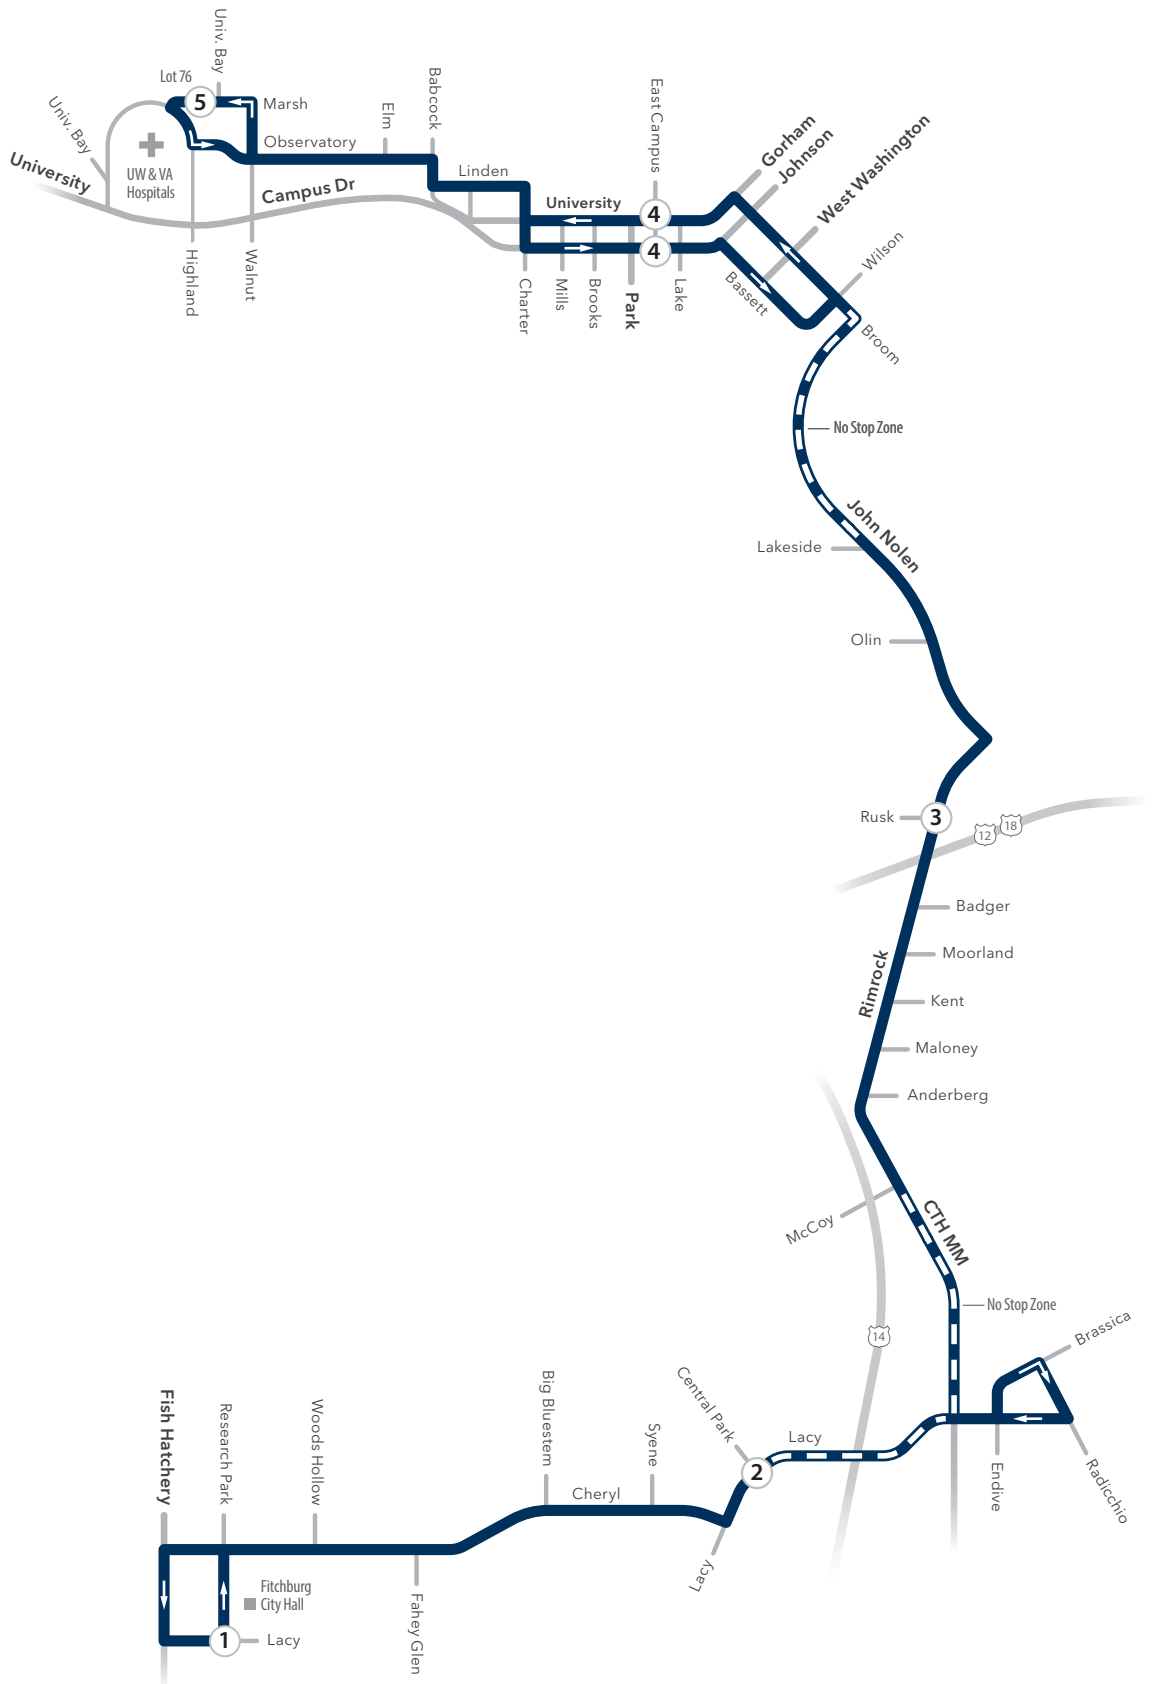 Univ. Bay
Lot 76
5
Marsh
Univ. Bay
University
UW & VA
Hospitals
Observatory
Elm
Babcock
Linden
Campus Dr
Highland
Walnut
East Campus
University
4
4
Charter
Mills
Brooks
Park
Lake
Gorham
Johnson
West Washington
Wilson
Bassett
Broom
No Stop Zone
John Nolen
Lakeside
Olin
Rusk
3
12
18
Badger
Moorland
Rimrock
Kent
Maloney
Anderberg
McCoy
CTH MM
No Stop Zone
14
Brassica
Radicchio
Endive
Central Park
Lacy
2
Syene
Big Bluestem
Cheryl
Lacy
Woods Hollow
Research Park
Fish Hatchery
Fahey Glen
Fitchburg
City Hall
1
Lacy